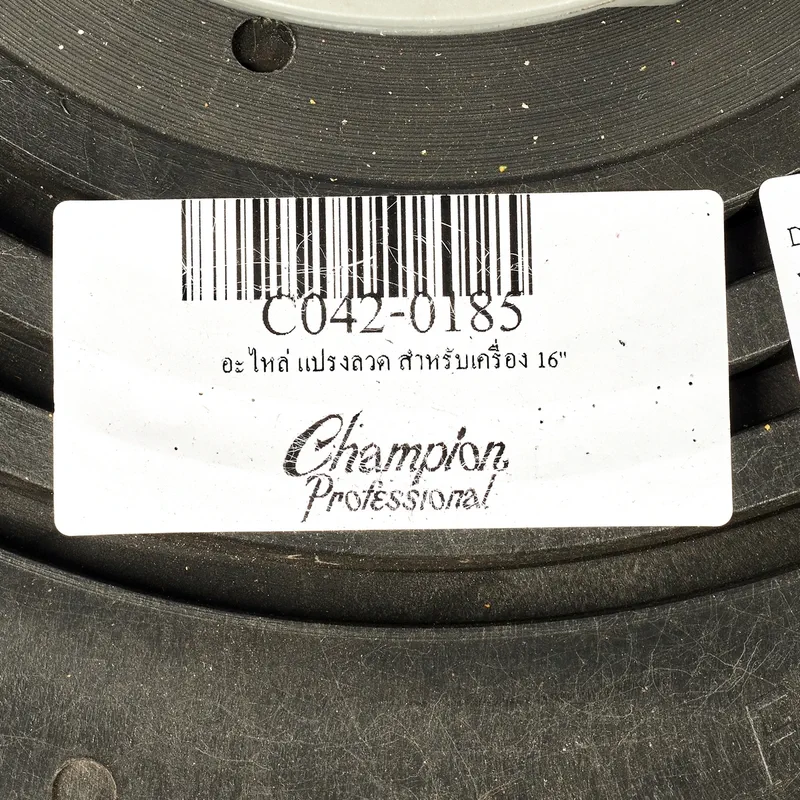 C042-0185
อะไหล่ แปรงลวด สำหรับเครื่อง 16"
Champion
Professional
D